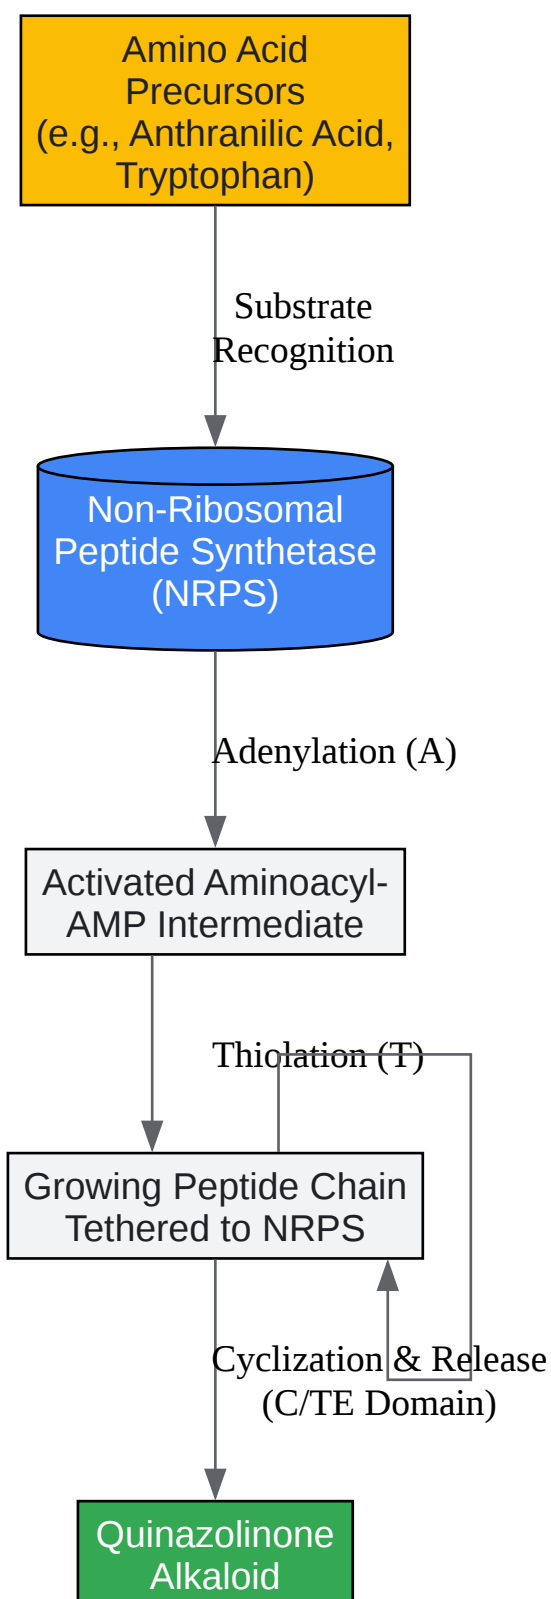 Amino Acid
Precursors
(e.g., Anthranilic Acid,
Tryptophan)
Substrate
Recognition
Non-Ribosomal
Peptide Synthetase
(NRPS)
Adenylation (A)
Activated Aminoacyl-
AMP Intermediate
Thiolation (T)
Growing Peptide Chain
Tethered to NRPS
Cyclization & Release
(C/TE Domain)
Quinazolinone
Alkaloid